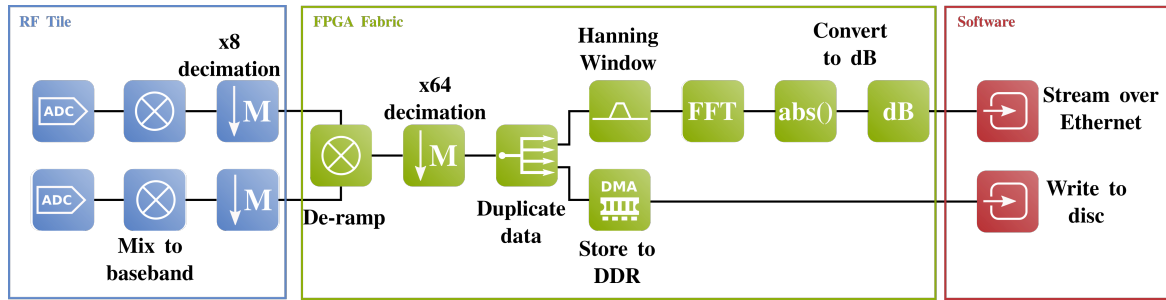 RF Tile
x8
decimation
ADC
M
ADC
M
Mix to
baseband
FPGA Fabric
De-ramp
x64
decimation
M
Duplicate
data
Hanning
Window
FFT
abs()
Convert
to dB
dB
DMA
Store to
DDR
Software
Stream over
Ethernet
Write to
disc